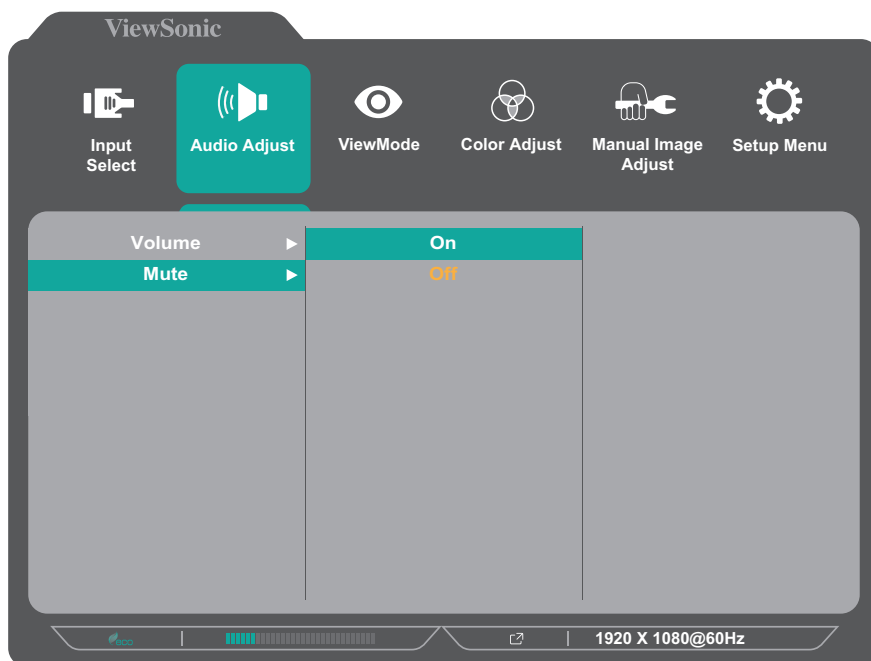 ViewSonic
Input
Select
Audio Adjust
ViewMode
Color Adjust
Manual Image
Adjust
Setup Menu
Volume
On
Mute
Off
eco
1920 X 1080@60Hz